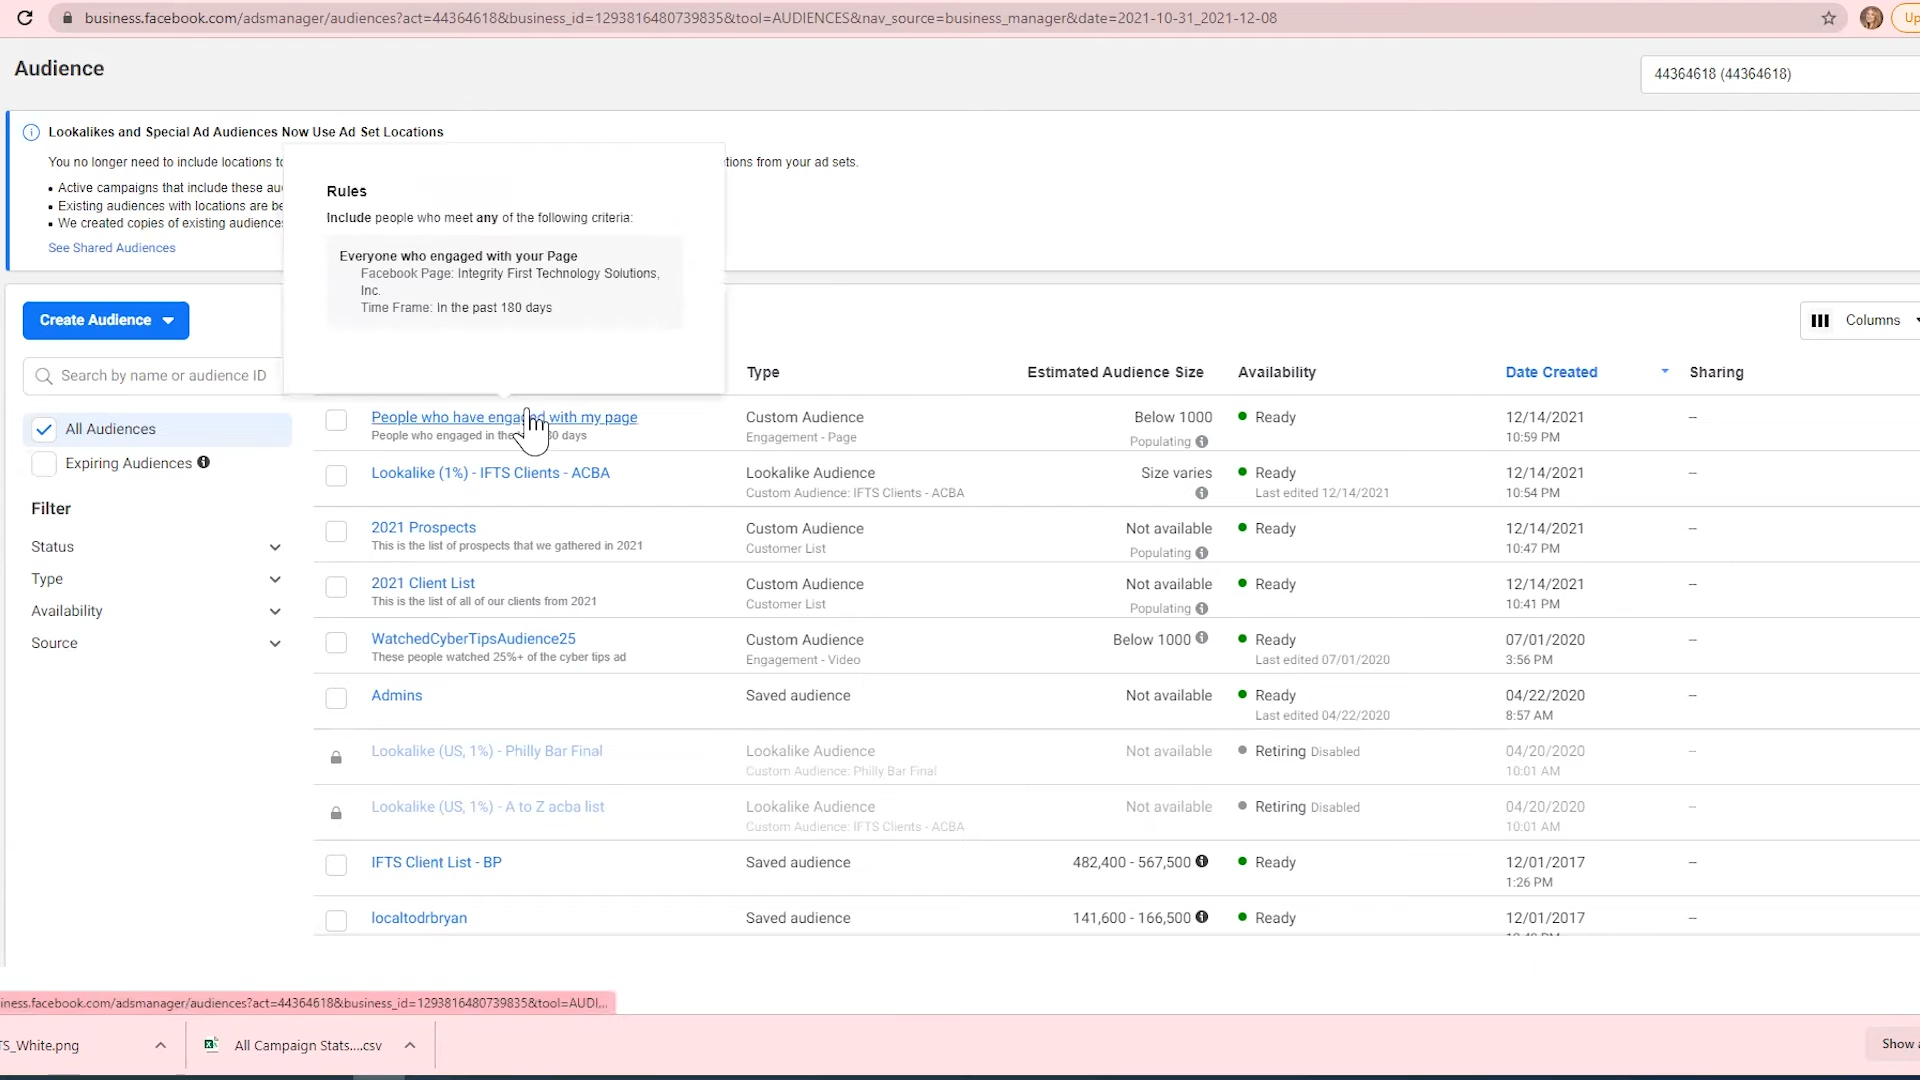 business.facebook.com/adsmanager/audiences?act=44364618&business_id=1293816480739835&tool=AUDIENCES&nav_source=business_manager&date=2021-10-31_2021-12-08
Up
Audience
44364618 (44364618)
Lookalikes and Special Ad Audiences Now Use Ad Set Locations
You no longer need to include locations to
tions from your ad sets.
Active campaigns that include these au
Existing audiences with locations are be
We created copies of existing audiences
See Shared Audiences
Rules
Include people who meet any of the following criteria:
Everyone who engaged with your Page
Facebook Page: Integrity First Technology Solutions,
Inc.
Time Frame: In the past 180 days
Create Audience
Columns
Search by name or audience ID
All Audiences
Expiring Audiences
Filter
Status
Type
Availability
Source
Type Estimated Audience Size Availability Date Created Sharing
People who have engaged with my page Custom Audience Below 1000 Ready 12/14/2021 --
People who engaged in the 80 days Engagement - Page Populating 10:59 PM
Lookalike (1%) - IFTS Clients - ACBA Lookalike Audience Size varies Ready 12/14/2021 --
Custom Audience: IFTS Clients - ACBA Last edited 12/14/2021 10:54 PM
2021 Prospects Custom Audience Not available Ready 12/14/2021 --
This is the list of prospects that we gathered in 2021 Customer List Populating 10:47 PM
2021 Client List Custom Audience Not available Ready 12/14/2021 --
This is the list of all of our clients from 2021 Customer List Populating 10:41 PM
WatchedCyberTipsAudience25 Custom Audience Below 1000 Ready 07/01/2020 --
These people watched 25%+ of the cyber tips ad Engagement - Video Last edited 07/01/2020 3:56 PM
Admins Saved audience Not available Ready 04/22/2020 --
Last edited 04/22/2020 8:57 AM
Lookalike (US, 1%) - Philly Bar Final Lookalike Audience Not available Retiring Disabled 04/20/2020 --
Custom Audience: Philly Bar Final 10:01 AM
Lookalike (US, 1%) - A to Z acba list Lookalike Audience Not available Retiring Disabled 04/20/2020 --
Custom Audience: IFTS Clients - ACBA 10:01 AM
IFTS Client List - BP Saved audience 482,400 - 567,500 Ready 12/01/2017 --
1:26 PM
localtodrbryan Saved audience 141,600 - 166,500 Ready 12/01/2017 --
iness.facebook.com/adsmanager/audiences?act=44364618&business_id=1293816480739835&tool=AUDI...
TS_White.png
All Campaign Stats....csv
Show a